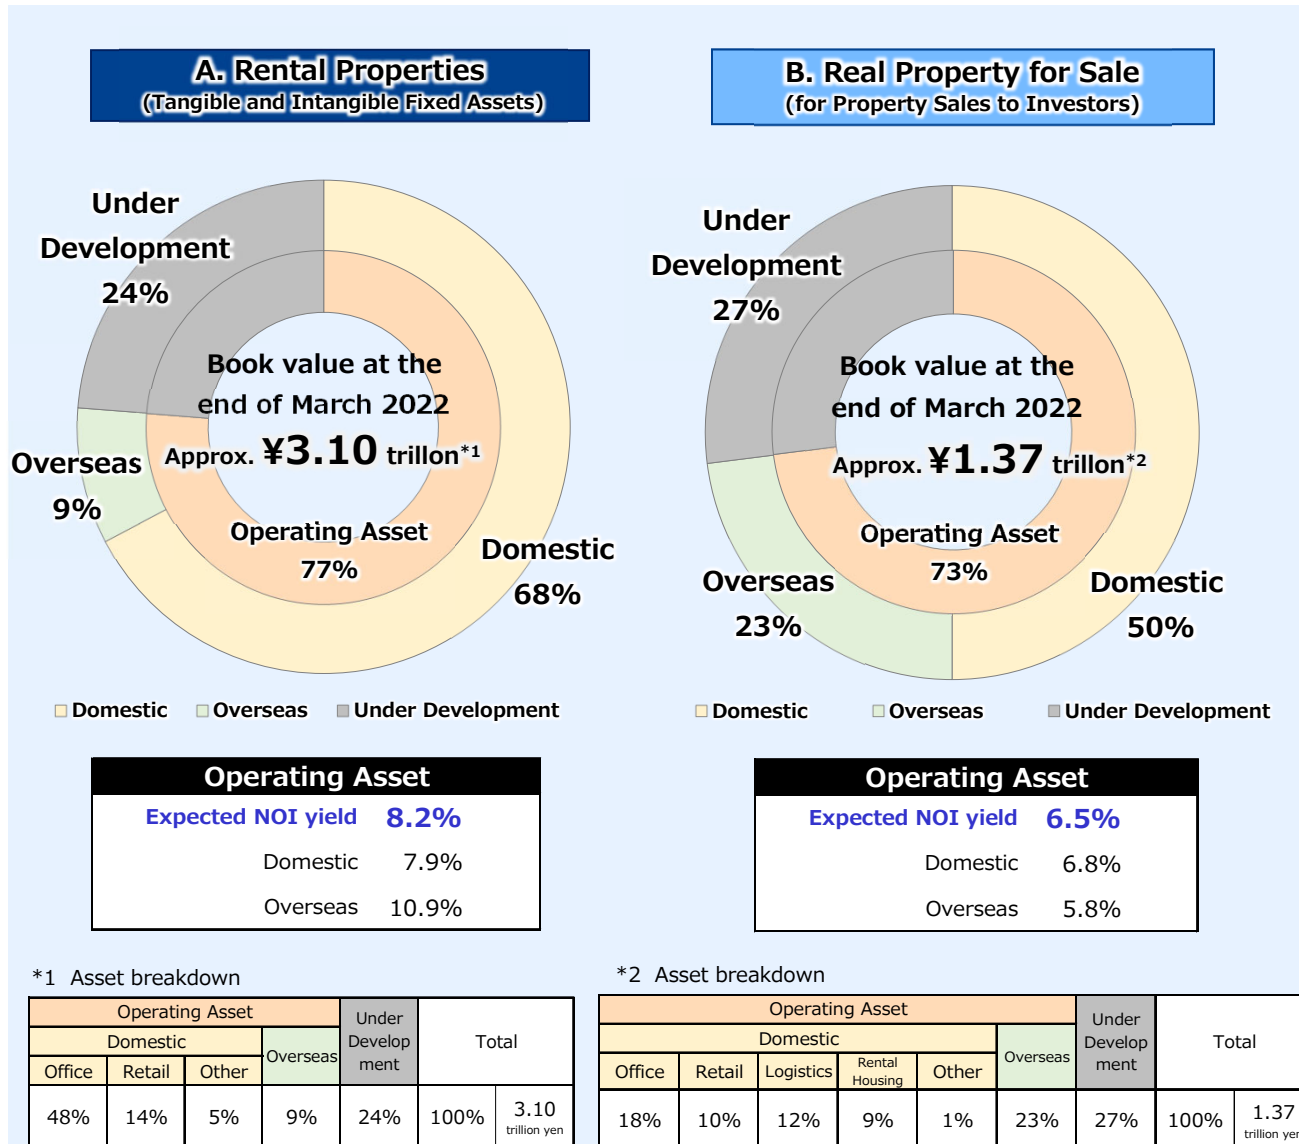 A. Rental Properties
(Tangible and Intangible Fixed Assets)
Under
Development
24%
Book value at the
end of March 2022
Approx. ¥3.10 trillon*1
Overseas
9%
Operating Asset
77%
Domestic
68%
Domestic Overseas Under Development
Operating Asset
Expected NOI yield 8.2%
Domestic 7.9%
Overseas 10.9%
*1 Asset breakdown
Operating Asset
Under
Develop
ment
Total
Domestic
Overseas
Office Retail Other
48% 14% 5% 9% 24% 100% 3.10
trillion yen
B. Real Property for Sale
(for Property Sales to Investors)
Under
Development
27%
Book value at the
end of March 2022
Approx. ¥1.37 trillon*2
Operating Asset
73%
Overseas
23%
Domestic
50%
Domestic Overseas Under Development
Operating Asset
Expected NOI yield 6.5%
Domestic 6.8%
Overseas 5.8%
*2 Asset breakdown
Operating Asset
Under
Develop
ment
Total
Domestic
Overseas
Office Retail Logistics Rental
Housing Other
18% 10% 12% 9% 1% 23% 27% 100% 1.37
trillion yen